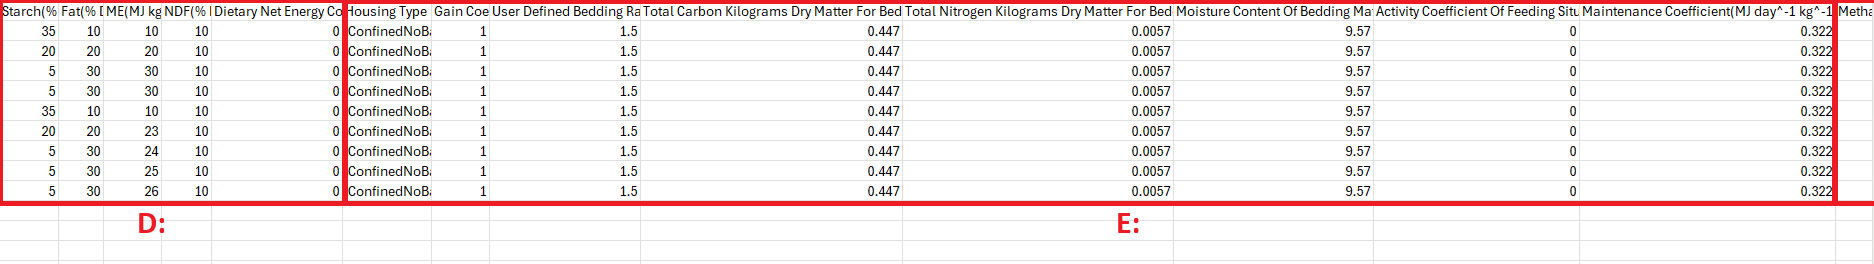 Starch(% Fat(% D ME(MJ kg NDF(% Dietary Net Energy Co Housing Type Gain Coe User Defined Bedding Ra Total Carbon Kilograms Dry Matter For Bed Total Nitrogen Kilograms Dry Matter For Bed Moisture Content Of Bedding Ma Activity Coefficient Of Feeding Situ Maintenance Coefficient(MJ day^-1 kg^-1 Metha
35 10 10 10 0 ConfinedNoBa 1 1.5 0.447 0.0057 9.57 0 0.322
20 20 20 10 0 ConfinedNoBa 1 1.5 0.447 0.0057 9.57 0 0.322
5 30 30 10 0 ConfinedNoBa 1 1.5 0.447 0.0057 9.57 0 0.322
5 30 30 10 0 ConfinedNoBa 1 1.5 0.447 0.0057 9.57 0 0.322
35 10 10 10 0 ConfinedNoBa 1 1.5 0.447 0.0057 9.57 0 0.322
20 20 23 10 0 ConfinedNoBa 1 1.5 0.447 0.0057 9.57 0 0.322
5 30 24 10 0 ConfinedNoBa 1 1.5 0.447 0.0057 9.57 0 0.322
5 30 25 10 0 ConfinedNoBa 1 1.5 0.447 0.0057 9.57 0 0.322
5 30 26 10 0 ConfinedNoBa 1 1.5 0.447 0.0057 9.57 0 0.322
D: E: